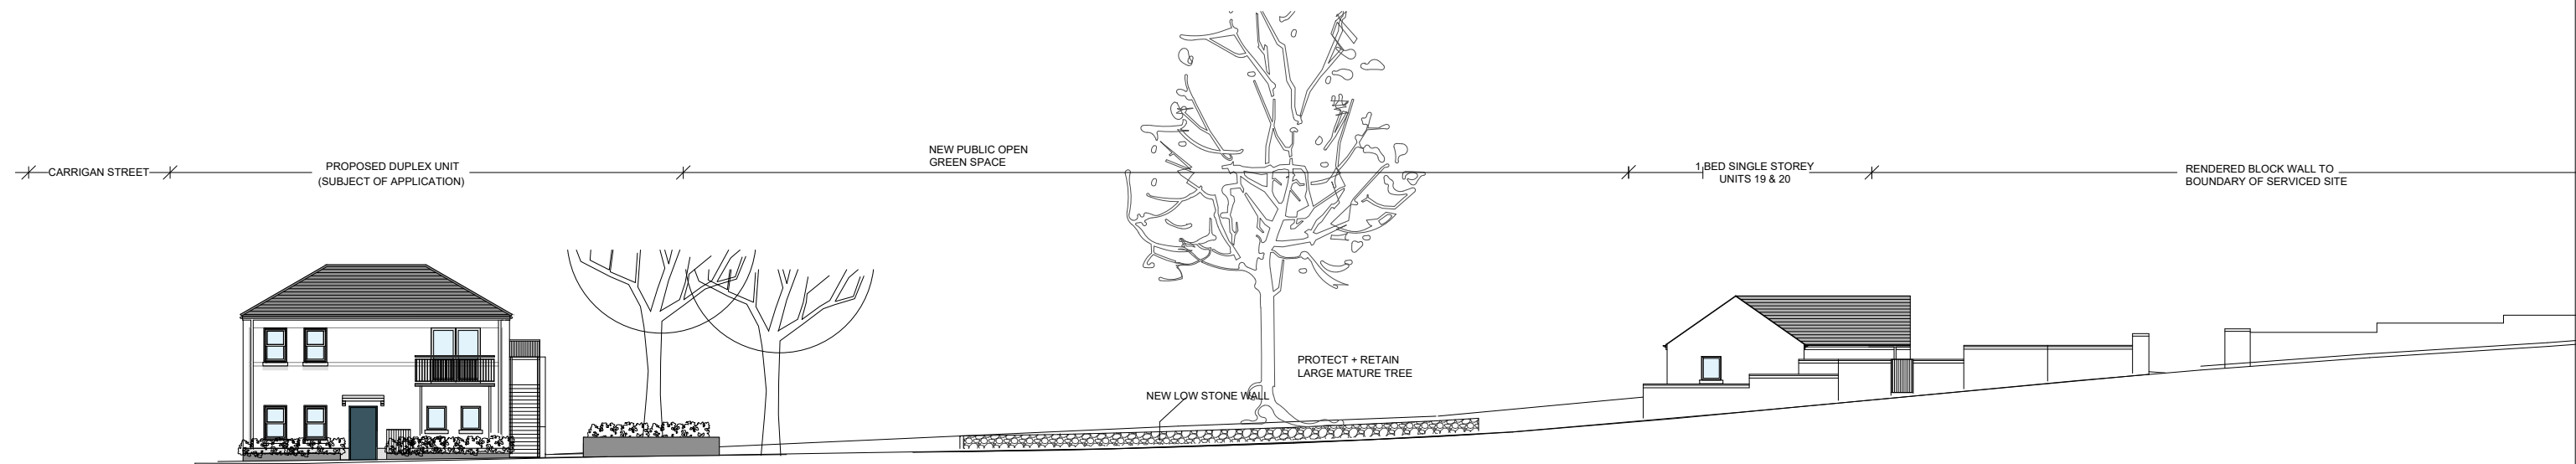 CARRIGAN STREET
PROPOSED DUPLEX UNIT
(SUBJECT OF APPLICATION)
NEW PUBLIC OPEN
GREEN SPACE
1 BED SINGLE STOREY
UNITS 19 & 20
RENDERED BLOCK WALL TO
BOUNDARY OF SERVICED SITE
PROTECT + RETAIN
LARGE MATURE TREE
NEW LOW STONE WALL